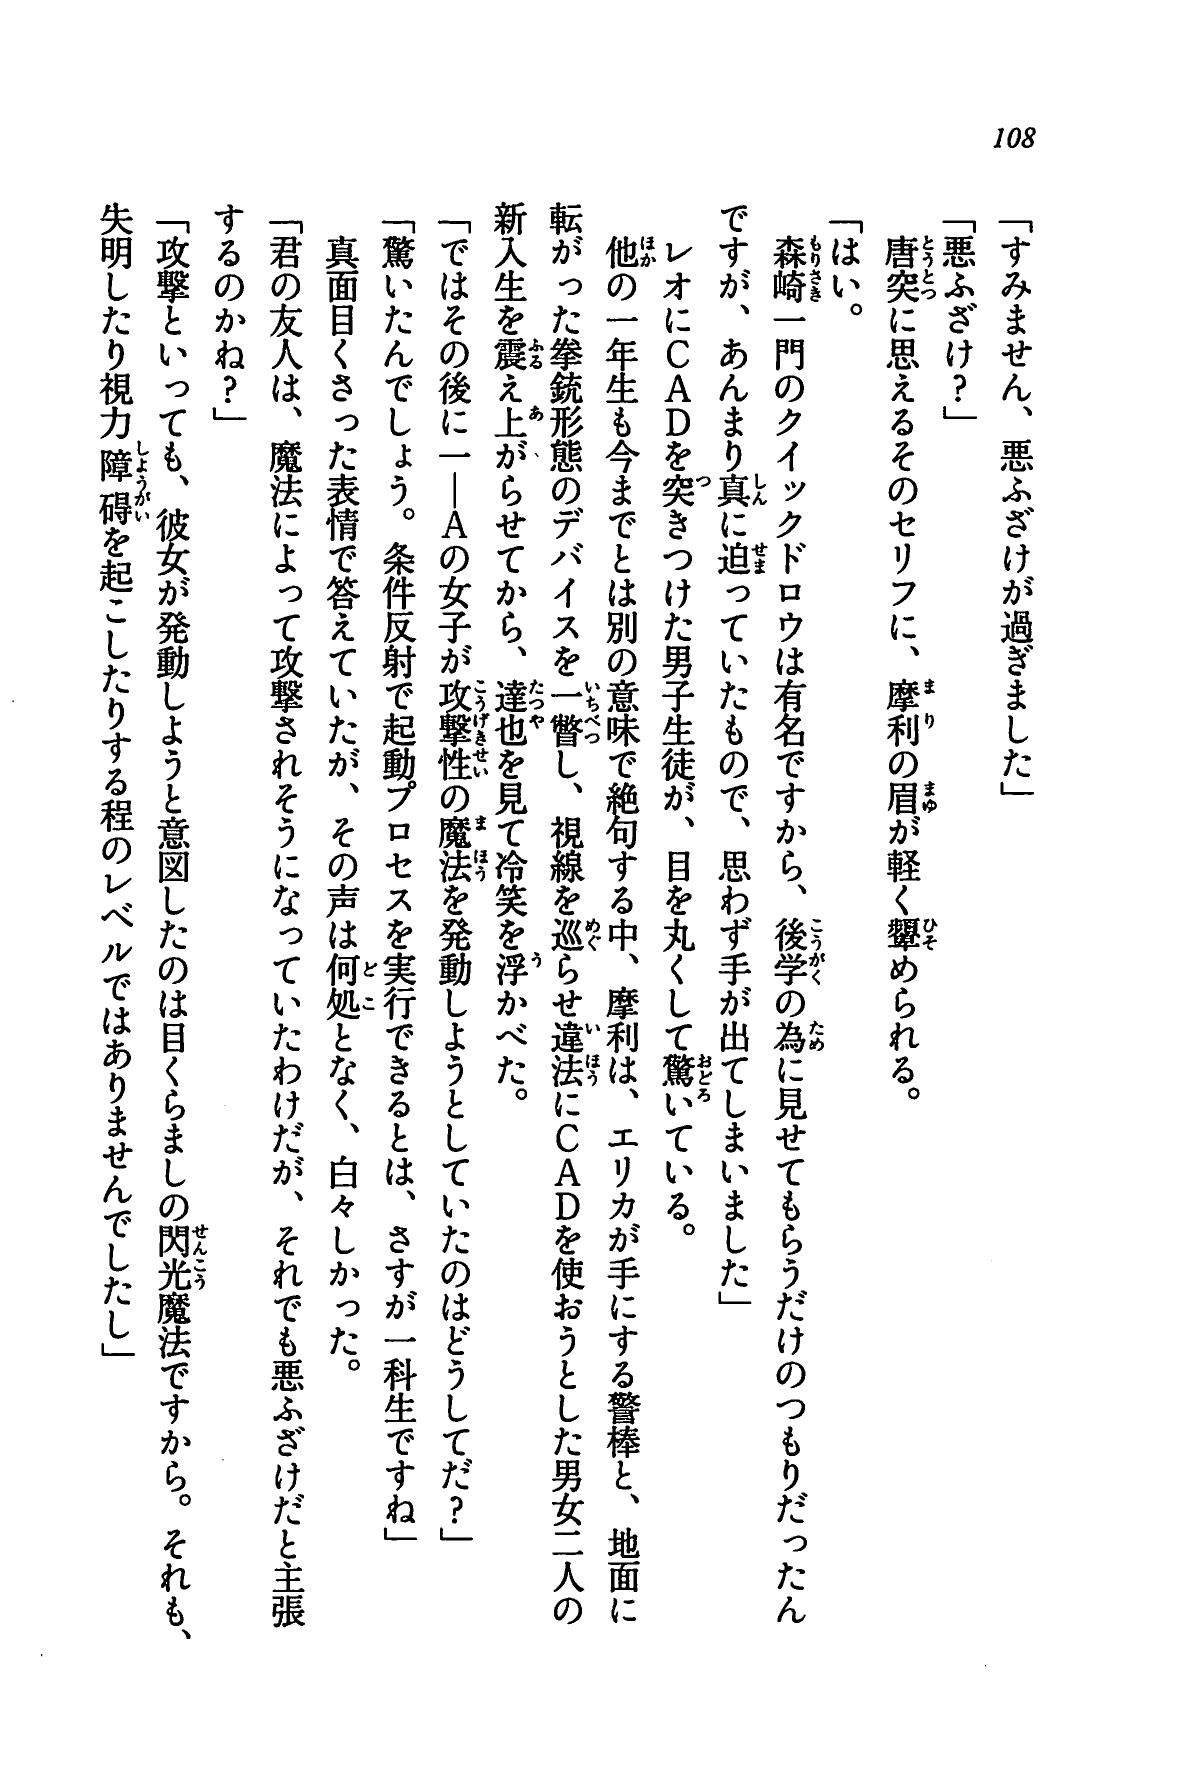 108
「すみません、悪ふざけが過ぎました」
「悪ふざけ？」
唐突に思えるそのセリフに、摩利の眉が軽く顰められる。
「はい。
森崎一門のクイックドロウは有名ですから、後学の為に見せてもらうだけのつもりだったん
ですが、あんまり真に迫っていたもので、思わず手が出てしまいました」
レオにＣＡＤを突きつけた男子生徒が、目を丸くして驚いている。
他の一年生も今までとは別の意味で絶句する中、摩利は、エリカが手にする警棒と、地面に
転がった拳銃形態のデバイスを一瞥し、視線を巡らせ違法にＣＡＤを使おうとした男女二人の
新入生を震え上がらせてから、達也を見て冷笑を浮かべた。
「ではその後に一―Ａの女子が攻撃性の魔法を発動しようとしていたのはどうしてだ？」
「驚いたんでしょう。条件反射で起動プロセスを実行できるとは、さすが一科生ですね」
真面目くさった表情で答えていたが、その声は何処となく、白々しかった。
「君の友人は、魔法によって攻撃されそうになっていたわけだが、それでも悪ふざけだと主張
するのかね？」
「攻撃といっても、彼女が発動しようと意図したのは目くらましの閃光魔法ですから。それも、
失明したり視力障碍を起こしたりする程のレベルではありませんでしたし」